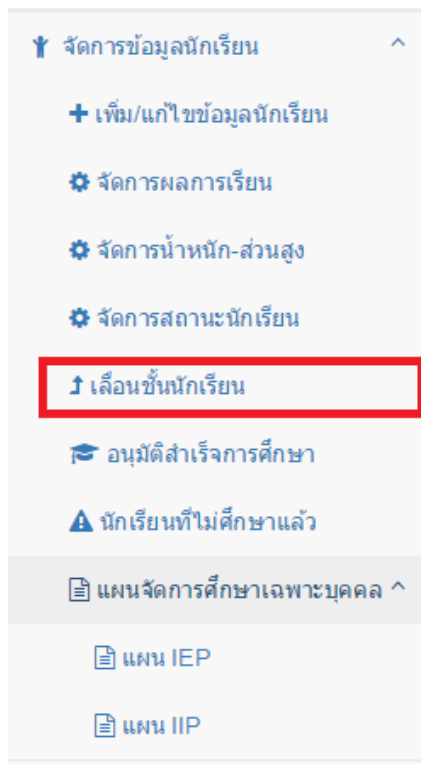 จัดการข้อมูลนักเรียน
เพิ่ม/แก้ไขข้อมูลนักเรียน
จัดการผลการเรียน
จัดการน้ำหนัก-ส่วนสูง
จัดการสถานะนักเรียน
เลื่อนชั้นนักเรียน
อนุมัติสำเร็จการศึกษา
นักเรียนที่ไม่ศึกษาแล้ว
แผนจัดการศึกษาเฉพาะบุคคล
แผน IEP
แผน IIP